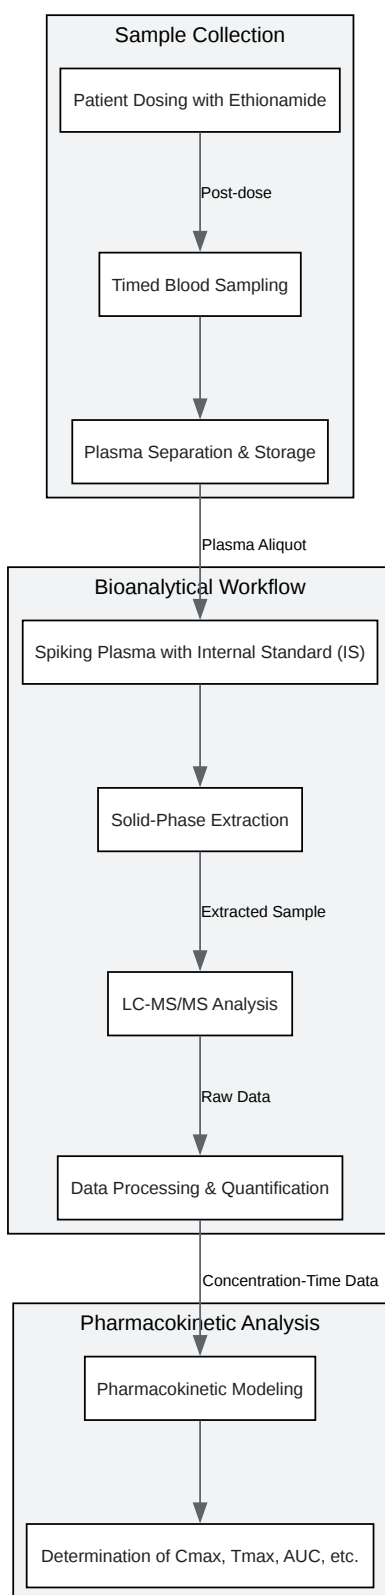 Sample Collection
Patient Dosing with Ethionamide
Post-dose
Timed Blood Sampling
Plasma Separation & Storage
Plasma Aliquot
Bioanalytical Workflow
Spiking Plasma with Internal Standard (IS)
Solid-Phase Extraction
Extracted Sample
LC-MS/MS Analysis
Raw Data
Data Processing & Quantification
Concentration-Time Data
Pharmacokinetic Analysis
Pharmacokinetic Modeling
Determination of Cmax, Tmax, AUC, etc.